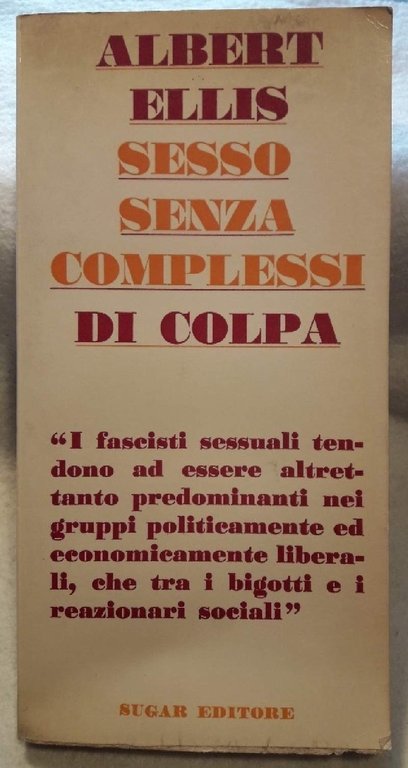 ALBERT
ELLIS
SESSO
SENZA
COMPLESSI
DI COLPA
“I fascisti sessuali ten-
dono ad essere altret-
tanto predominanti nei
gruppi politicamente ed
economicamente libera-
li, che tra i bigotti e i
reazionari sociali”
SUGAR EDITORE